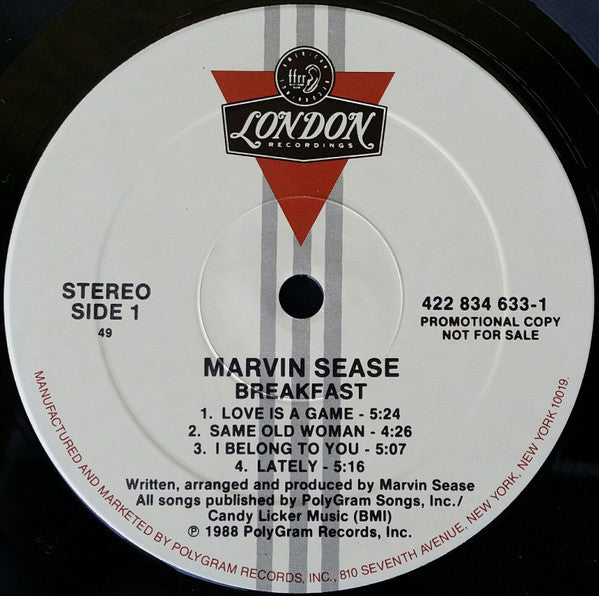 ffrr
LONDON
RECORDINGS
STEREO
SIDE 1
49
422 834 633-1
PROMOTIONAL COPY
NOT FOR SALE
MARVIN SEASE
BREAKFAST
1. LOVE IS A GAME - 5:24
2. SAME OLD WOMAN - 4:26
3. I BELONG TO YOU - 5:07
4. LATELY - 5:16
Written, arranged and produced by Marvin Sease
All songs published by PolyGram Songs, Inc./
Candy Licker Music (BMI)
℗ 1988 PolyGram Records, Inc.
MANUFACTURED AND MARKETED BY POLYGRAM RECORDS, INC., 810 SEVENTH AVENUE, NEW YORK, NEW YORK 10019.